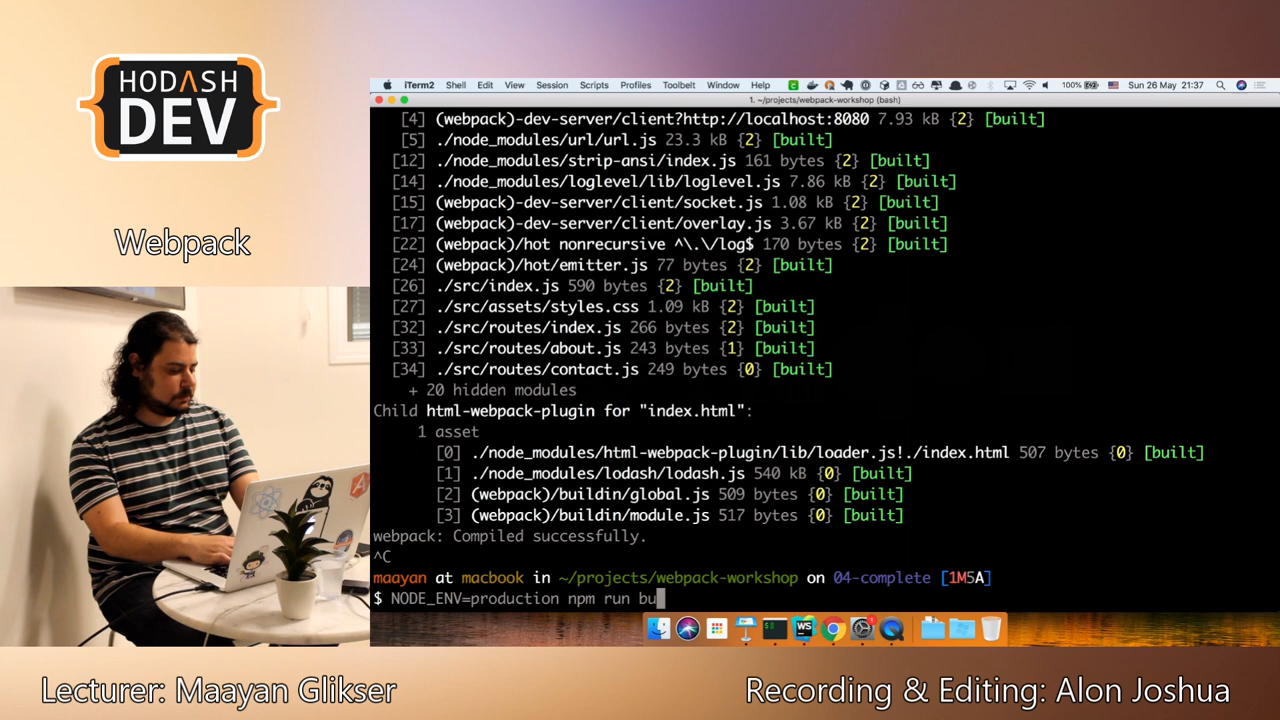 HODASH
DEV
Webpack
iTerm2 Shell Edit View Session Scripts Profiles Toolbelt Window Help 100% Sun 26 May 21:37
1. ~/projects/webpack-workshop (bash)
[4] (webpack)-dev-server/client?http://localhost:8080 7.93 kB {2} [built]
[5] ./node_modules/url/url.js 23.3 kB {2} [built]
[12] ./node_modules/strip-ansi/index.js 161 bytes {2} [built]
[14] ./node_modules/loglevel/lib/loglevel.js 7.86 kB {2} [built]
[15] (webpack)-dev-server/client/socket.js 1.08 kB {2} [built]
[17] (webpack)-dev-server/client/overlay.js 3.67 kB {2} [built]
[22] (webpack)/hot nonrecursive ^\.\/log$ 170 bytes {2} [built]
[24] (webpack)/hot/emitter.js 77 bytes {2} [built]
[26] ./src/index.js 590 bytes {2} [built]
[27] ./src/assets/styles.css 1.09 kB {2} [built]
[32] ./src/routes/index.js 266 bytes {2} [built]
[33] ./src/routes/about.js 243 bytes {1} [built]
[34] ./src/routes/contact.js 249 bytes {0} [built]
+ 20 hidden modules
Child html-webpack-plugin for "index.html":
1 asset
[0] ./node_modules/html-webpack-plugin/lib/loader.js!./index.html 507 bytes {0} [built]
[1] ./node_modules/lodash/lodash.js 540 kB {0} [built]
[2] (webpack)/buildin/global.js 509 bytes {0} [built]
[3] (webpack)/buildin/module.js 517 bytes {0} [built]
webpack: Compiled successfully.
^C
maayan at macbook in ~/projects/webpack-workshop on 04-complete [1M5A]
$ NODE_ENV=production npm run bu
WS
Lecturer: Maayan Glikser
Recording & Editing: Alon Joshua